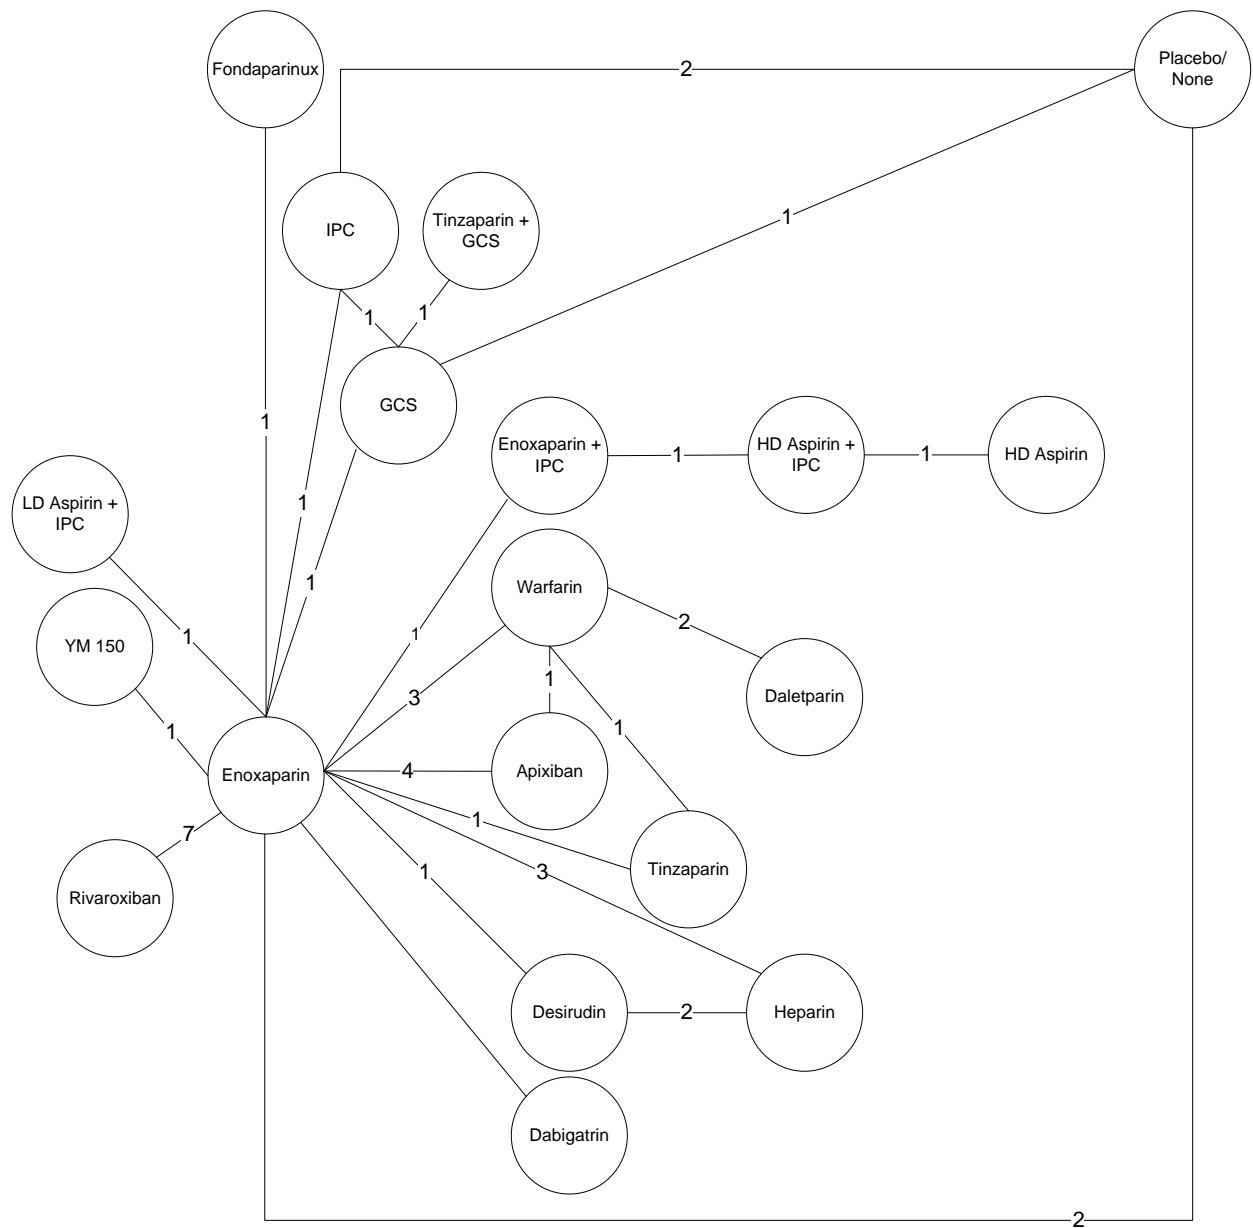 Fondaparinux
Placebo/
None
2
IPC
Tinzaparin +
GCS
1
1
1
GCS
1
Enoxaparin +
IPC
1
HD Aspirin +
IPC
1
HD Aspirin
LD Aspirin +
IPC
1
1
Warfarin
1
1
YM 150
2
3
1
Daletparin
1
1
Enoxaparin
4
Apixiban
7
1
Rivaroxiban
1
3
Tinzaparin
Desirudin
2
Heparin
Dabigatrin
2